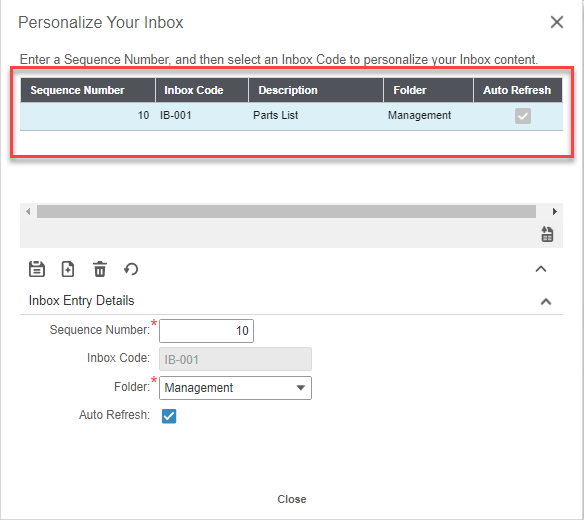 Personalize Your Inbox
Enter a Sequence Number, and then select an Inbox Code to personalize your Inbox content.
Sequence Number Inbox Code Description Folder Auto Refresh
10 IB-001 Parts List Management
Inbox Entry Details
Sequence Number:* 10
Inbox Code: IB-001
Folder:* Management
Auto Refresh:
Close